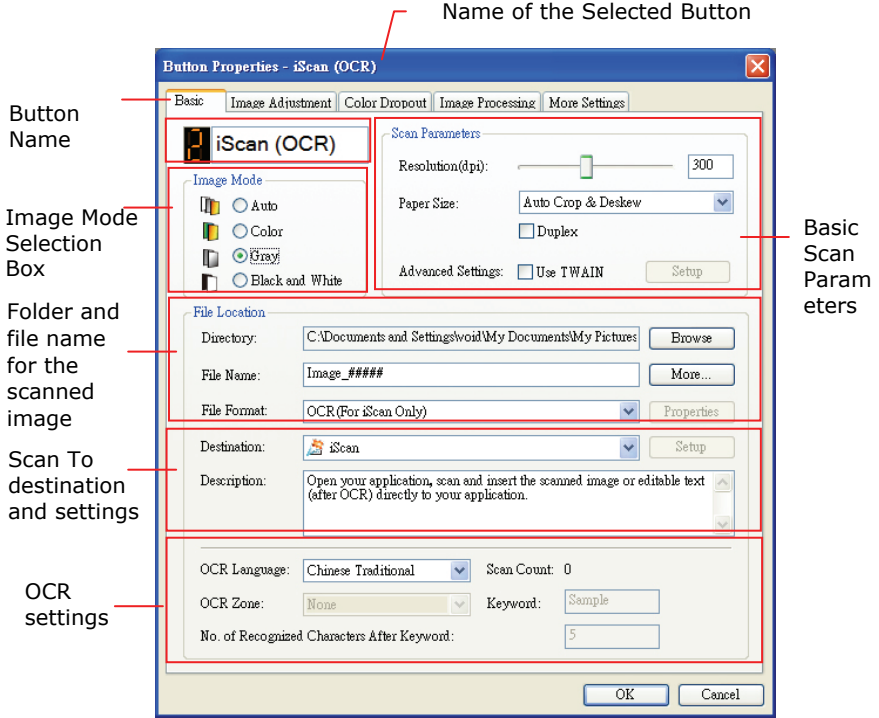 Name of the Selected Button
Button Properties - iScan (OCR)
Basic Image Adjustment Color Dropout Image Processing More Settings
Button
Name
2 iScan (OCR)
Image Mode
Auto
Color
Gray
Black and White
Image Mode
Selection
Box
Scan Parameters
Resolution(dpi): 300
Paper Size: Auto Crop & Deskew
Duplex
Advanced Settings: Use TWAIN Setup
Basic
Scan
Param
eters
Folder and
file name
for the
scanned
image
File Location
Directory: C:\Documents and Settings\void\My Documents\My Pictures Browse
File Name: Image_##### More...
File Format: OCR(For iScan Only) Properties
Scan To
destination
and settings
Destination: iScan Setup
Description: Open your application, scan and insert the scanned image or editable text
(after OCR) directly to your application.
OCR
settings
OCR Language: Chinese Traditional Scan Count: 0
OCR Zone: None Keyword: Sample
No. of Recognized Characters After Keyword: 5
OK Cancel